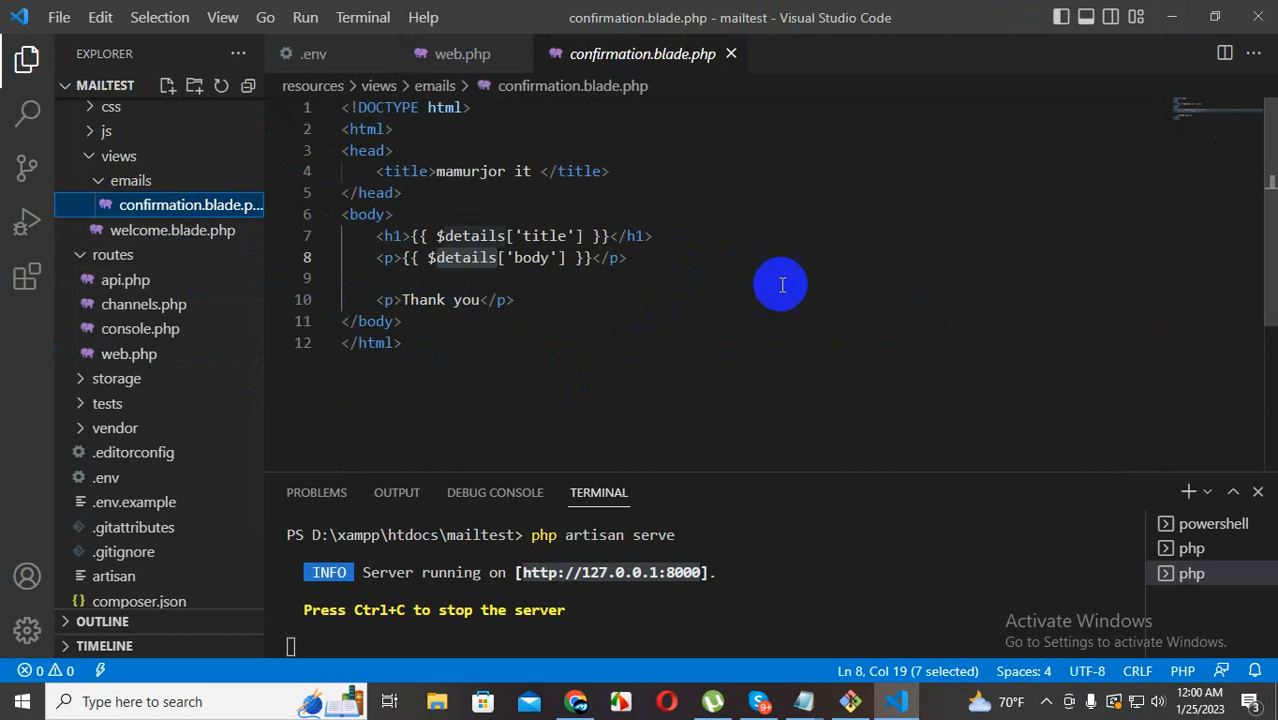 File Edit Selection View Go Run Terminal Help confirmation.blade.php - mailtest - Visual Studio Code
EXPLORER
.env web.php confirmation.blade.php
MAILTEST
resources > views > emails > confirmation.blade.php
css
js
views
emails
confirmation.blade.p...
welcome.blade.php
routes
api.php
channels.php
console.php
web.php
storage
tests
vendor
.editorconfig
.env
.env.example
.gitattributes
.gitignore
artisan
composer.json
OUTLINE
TIMELINE
1 <!DOCTYPE html>
2 <html>
3 <head>
4 <title>mamurjor it </title>
5 </head>
6 <body>
7 <h1>{{ $details['title'] }}</h1>
8 <p>{{ $details['body'] }}</p>
9
10 <p>Thank you</p>
11 </body>
12 </html>
PROBLEMS OUTPUT DEBUG CONSOLE TERMINAL
PS D:\xampp\htdocs\mailtest> php artisan serve
INFO Server running on [http://127.0.0.1:8000].
Press Ctrl+C to stop the server
powershell
php
php
Activate Windows
Go to Settings to activate Windows.
0 0 Ln 8, Col 19 (7 selected) Spaces: 4 UTF-8 CRLF PHP
Type here to search
70°F
12:00 AM
1/25/2023
3